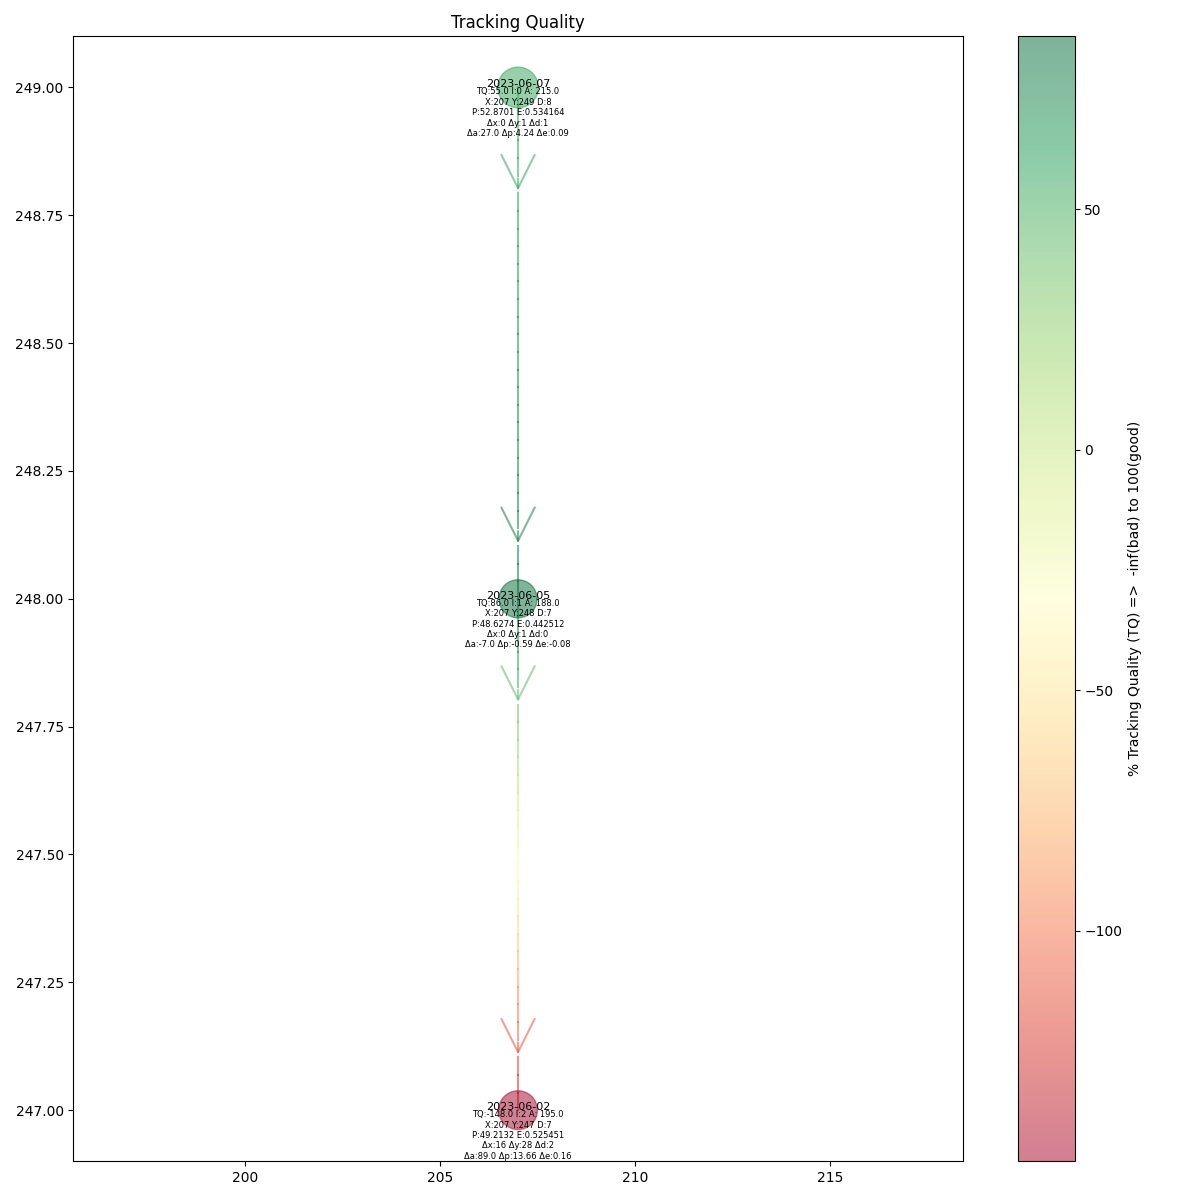 Tracking Quality
249.00
248.75
248.50
248.25
248.00
247.75
247.50
247.25
247.00
200
205
210
215
2023-06-07
TQ:55.0 I:0 A: 215.0
X:207 Y:249 D:8
P:52.8701 E:0.534164
Δx:0 Δy:1 Δd:1
Δa:27.0 Δp:4.24 Δe:0.09
2023-06-05
TQ:86.0 I:1 A: 188.0
X:207 Y:248 D:7
P:48.6274 E:0.442512
Δx:0 Δy:1 Δd:0
Δa:-7.0 Δp:-0.59 Δe:-0.08
2023-06-02
TQ:-148.0 I:2 A: 195.0
X:207 Y:247 D:7
P:49.2132 E:0.525451
Δx:16 Δy:28 Δd:2
Δa:89.0 Δp:13.66 Δe:0.16
50
0
−50
−100
% Tracking Quality (TQ) => -inf(bad) to 100(good)